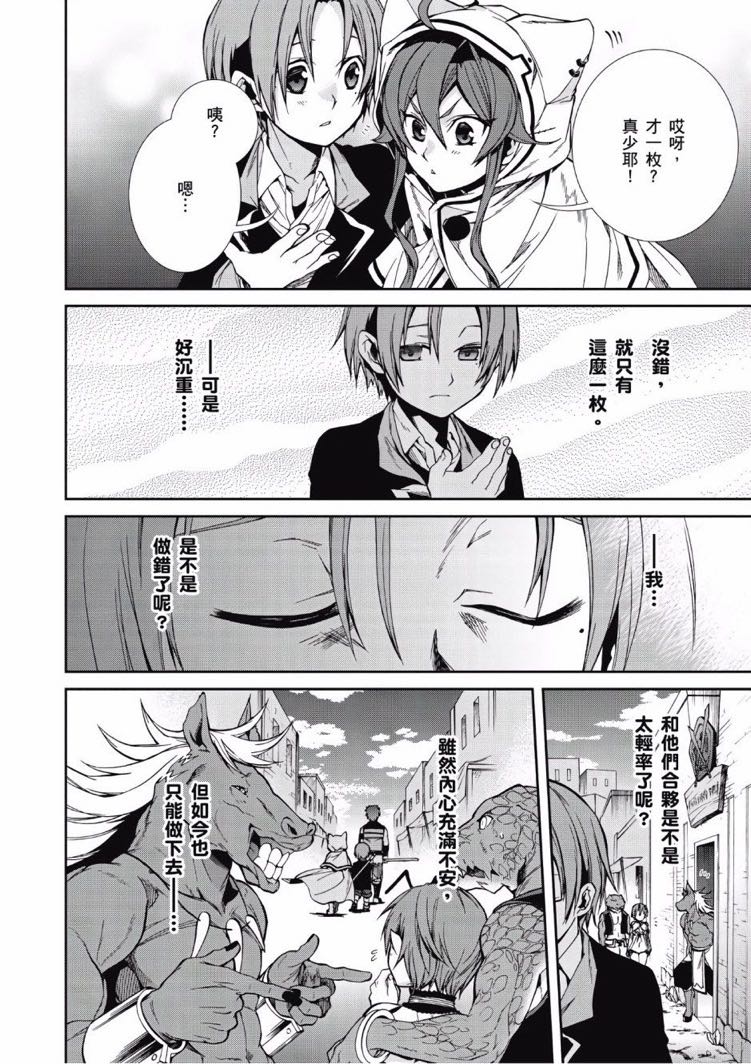 哎呀，
才一枚？
真少耶！
咦？
嗯…
沒錯，
就只有
這麼一枚。
──可是
好沉重……
──我…
是不是
做錯了呢？
和他們合夥是不是
太輕率了呢？
雖然內心充滿不安，
但如今也
只能做下去──…